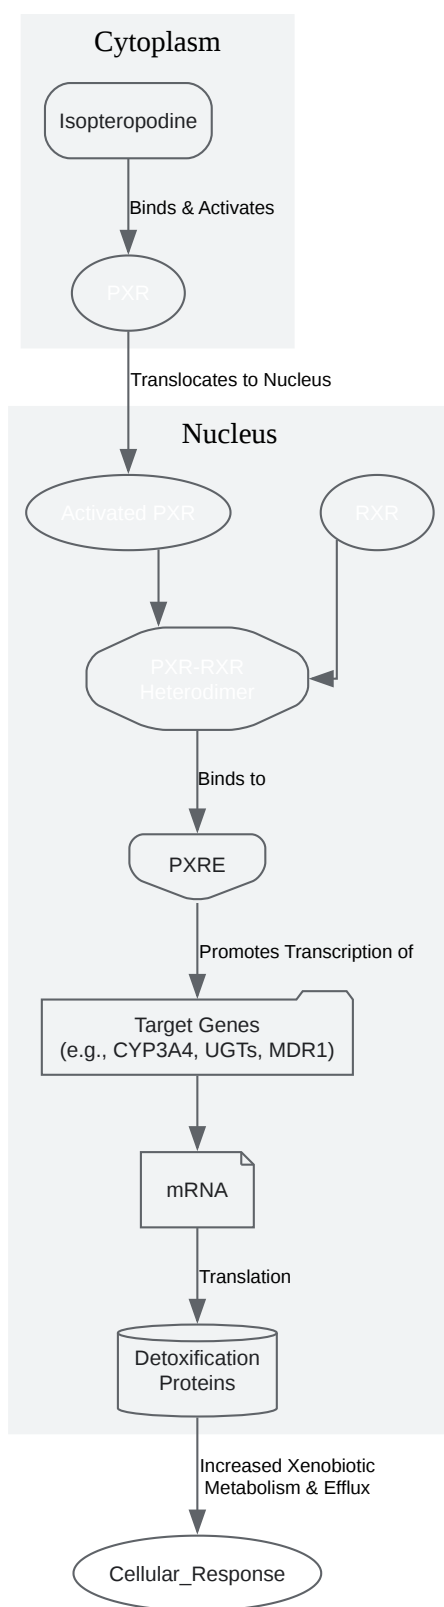 Cytoplasm
Isopteropodine
Binds & Activates
PXR
Translocates to Nucleus
Nucleus
Activated PXR
RXR
PXR-RXR
Heterodimer
Binds to
PXRE
Promotes Transcription of
Target Genes
(e.g., CYP3A4, UGTs, MDR1)
mRNA
Translation
Detoxification
Proteins
Increased Xenobiotic
Metabolism & Efflux
Cellular_Response